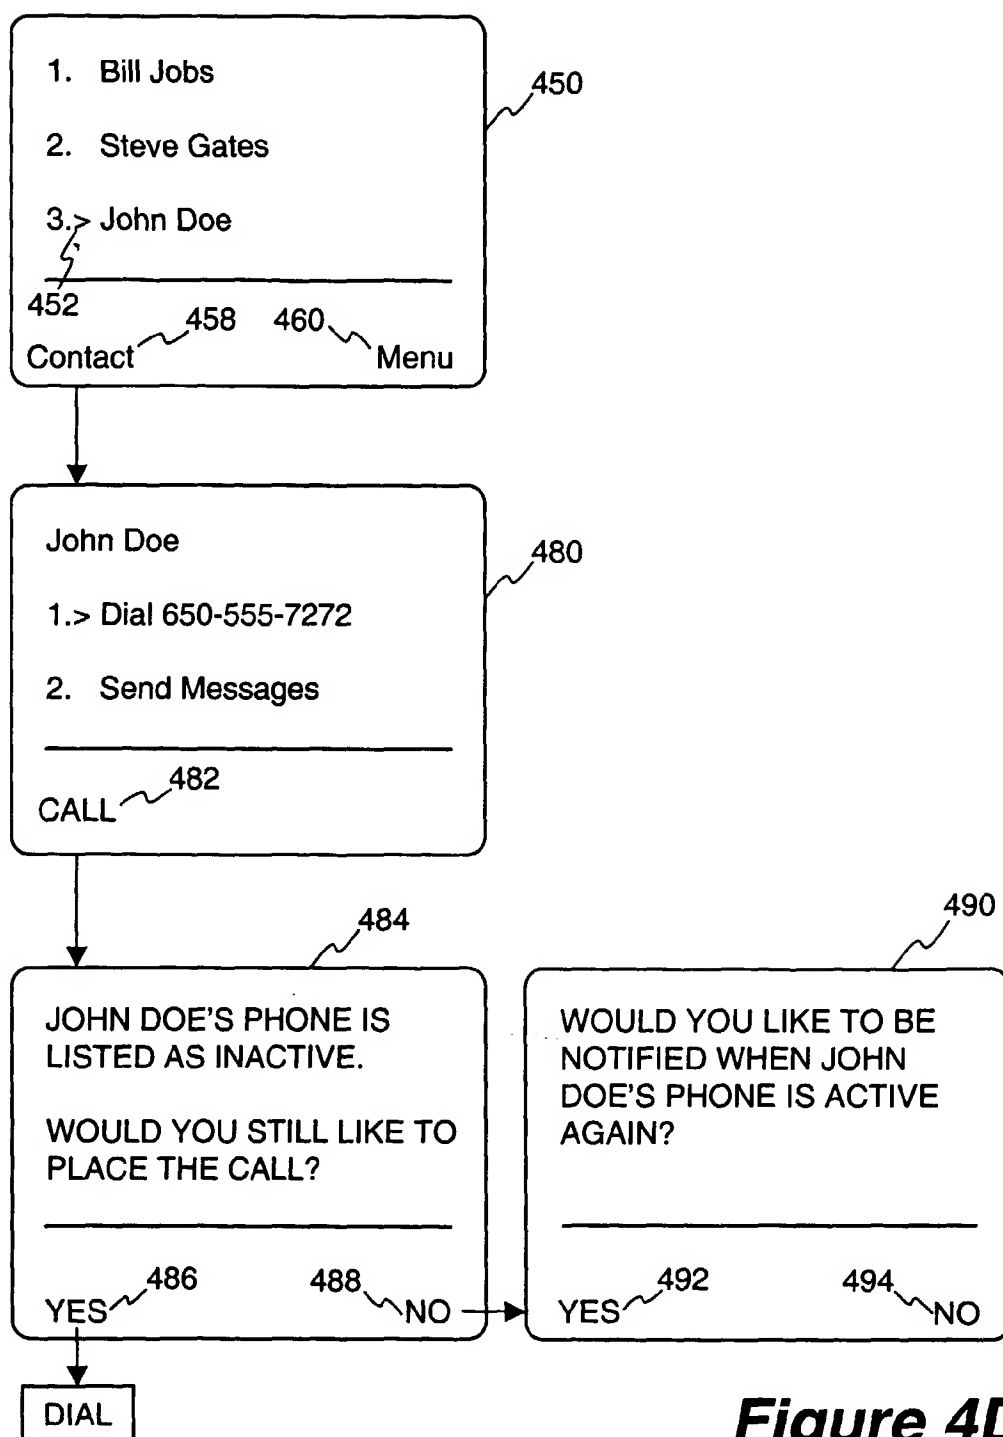 1. Bill Jobs
450
2. Steve Gates
3.> John Doe
452
458
460
Contact
Menu
John Doe
480
1.> Dial 650-555-7272
2. Send Messages
482
CALL
484
490
JOHN DOE'S PHONE IS
LISTED AS INACTIVE.
WOULD YOU STILL LIKE TO
PLACE THE CALL?
486
488
YES
NO
WOULD YOU LIKE TO BE
NOTIFIED WHEN JOHN
DOE'S PHONE IS ACTIVE
AGAIN?
492
494
YES
NO
DIAL
Figure 4D